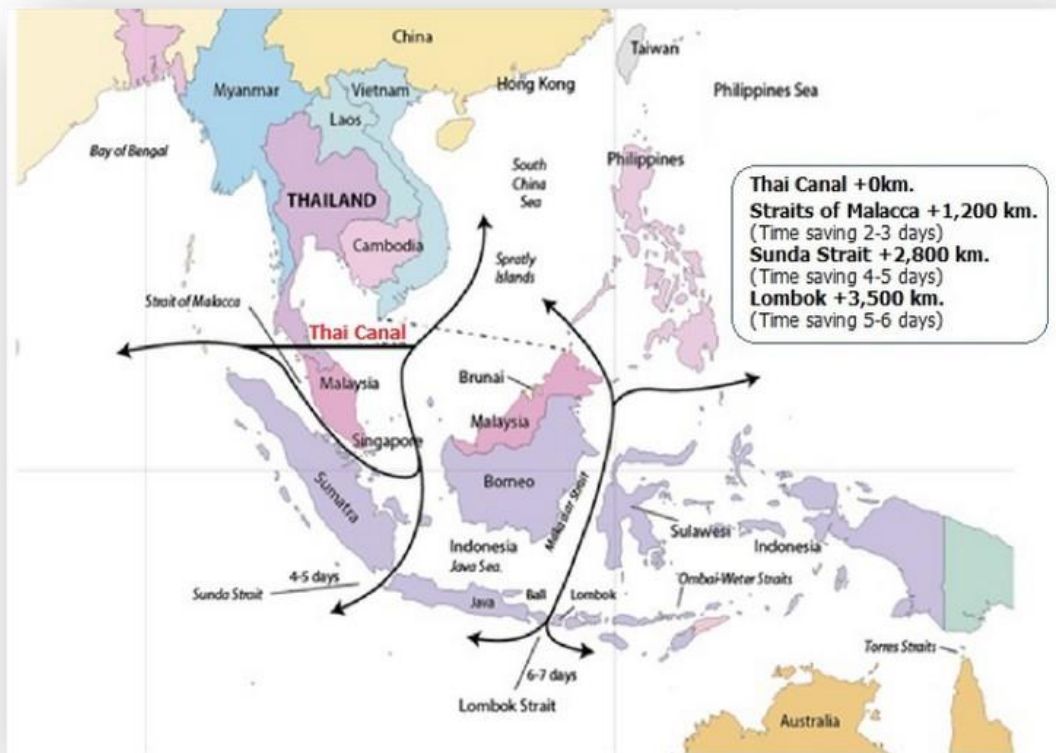 China
Taiwan
Myanmar
Vietnam
Hong Kong
Philippines Sea
Laos
Bay of Bengal
South
China
Sea
Philippines
THAILAND
Cambodia
Spratly
Islands
Thai Canal +0km.
Straits of Malacca +1,200 km.
(Time saving 2-3 days)
Sunda Strait +2,800 km.
(Time saving 4-5 days)
Lombok +3,500 km.
(Time saving 5-6 days)
Strait of Malacca
Thai Canal
Malaysia
Brunai
Malaysia
Singapore
Sumatra
Borneo
Sulawesi
Indonesia
Indonesia
Java Sea.
4-5 days
Sunda Strait
Java
Bali
Lombok
Ombai-Weter Straits
Torres Straits
6-7 days
Lombok Strait
Australia